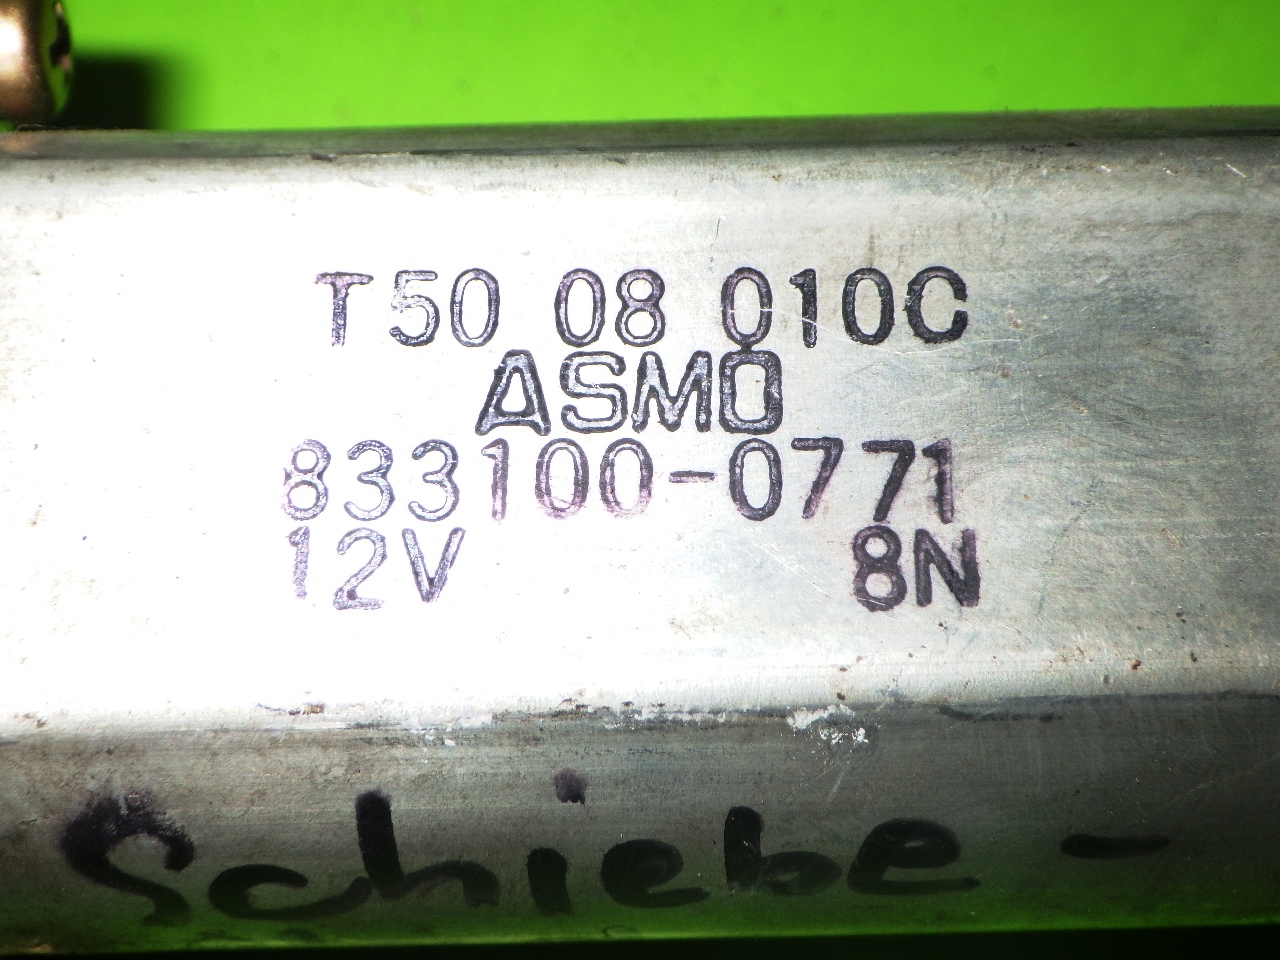 T50 08 010C
ASMO
833100-0771
12V 8N
Schiebe-